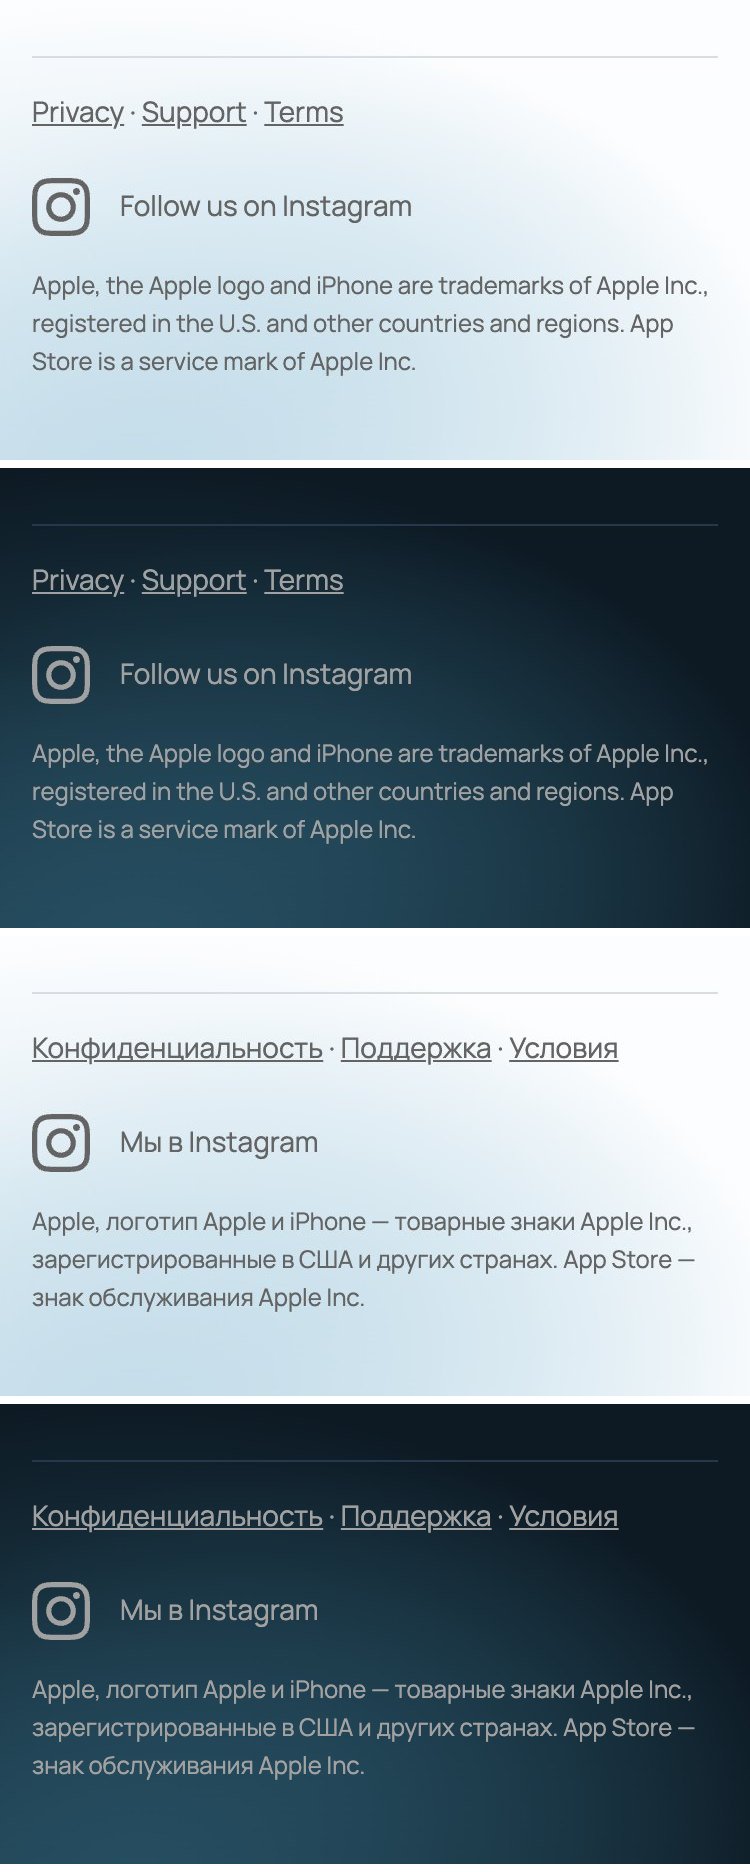 Privacy · Support · Terms
Follow us on Instagram
Apple, the Apple logo and iPhone are trademarks of Apple Inc.,
registered in the U.S. and other countries and regions. App
Store is a service mark of Apple Inc.
Privacy · Support · Terms
Follow us on Instagram
Apple, the Apple logo and iPhone are trademarks of Apple Inc.,
registered in the U.S. and other countries and regions. App
Store is a service mark of Apple Inc.
Конфиденциальность · Поддержка · Условия
Мы в Instagram
Apple, логотип Apple и iPhone — товарные знаки Apple Inc.,
зарегистрированные в США и других странах. App Store —
знак обслуживания Apple Inc.
Конфиденциальность · Поддержка · Условия
Мы в Instagram
Apple, логотип Apple и iPhone — товарные знаки Apple Inc.,
зарегистрированные в США и других странах. App Store —
знак обслуживания Apple Inc.